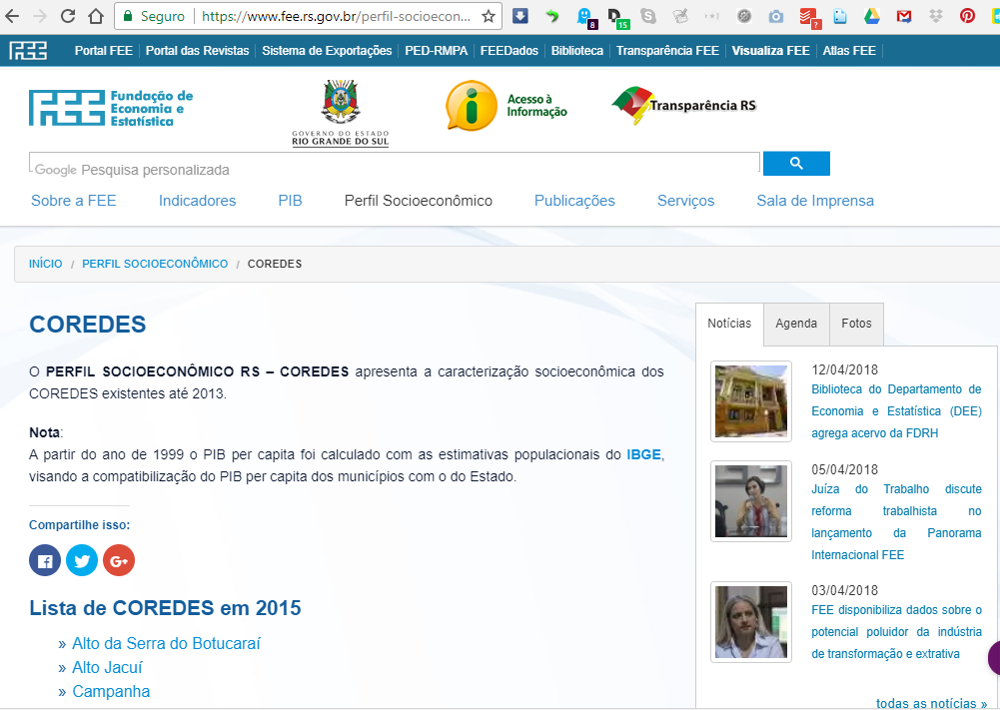 Seguro
https://www.fee.rs.gov.br/perfil-socioecon...
8
15
?
FEE
Portal FEE
Portal das Revistas
Sistema de Exportações
PED-RMPA
FEEDados
Biblioteca
Transparência FEE
Visualiza FEE
Atlas FEE
FEE
Fundação de
Economia e
Estatística
GOVERNO DO ESTADO
RIO GRANDE DO SUL
Acesso à
Informação
Transparência RS
Google Pesquisa personalizada
Sobre a FEE
Indicadores
PIB
Perfil Socioeconômico
Publicações
Serviços
Sala de Imprensa
INÍCIO / PERFIL SOCIOECONÔMICO / COREDES
COREDES
O PERFIL SOCIOECONÔMICO RS – COREDES apresenta a caracterização socioeconômica dos
COREDES existentes até 2013.
Nota:
A partir do ano de 1999 o PIB per capita foi calculado com as estimativas populacionais do IBGE,
visando a compatibilização do PIB per capita dos municípios com o do Estado.
Compartilhe isso:
Lista de COREDES em 2015
» Alto da Serra do Botucaraí
» Alto Jacuí
» Campanha
Notícias
Agenda
Fotos
12/04/2018
Biblioteca do Departamento de
Economia e Estatística (DEE)
agrega acervo da FDRH
05/04/2018
Juíza do Trabalho discute
reforma trabalhista no
lançamento da Panorama
Internacional FEE
03/04/2018
FEE disponibiliza dados sobre o
potencial poluidor da indústria
de transformação e extrativa
todas as notícias »